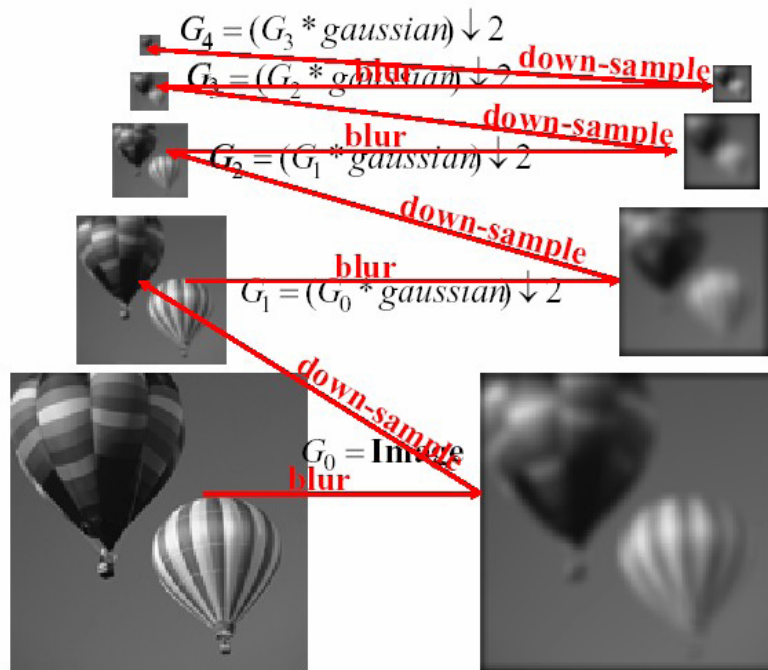 G₄ = (G₃ * gaussian) ↓ 2
down-sample
G₃ = (G₂ * gaussian) ↓ 2
blur
down-sample
blur
G₂ = (G₁ * gaussian) ↓ 2
down-sample
blur
G₁ = (G₀ * gaussian) ↓ 2
down-sample
G₀ = Image
blur